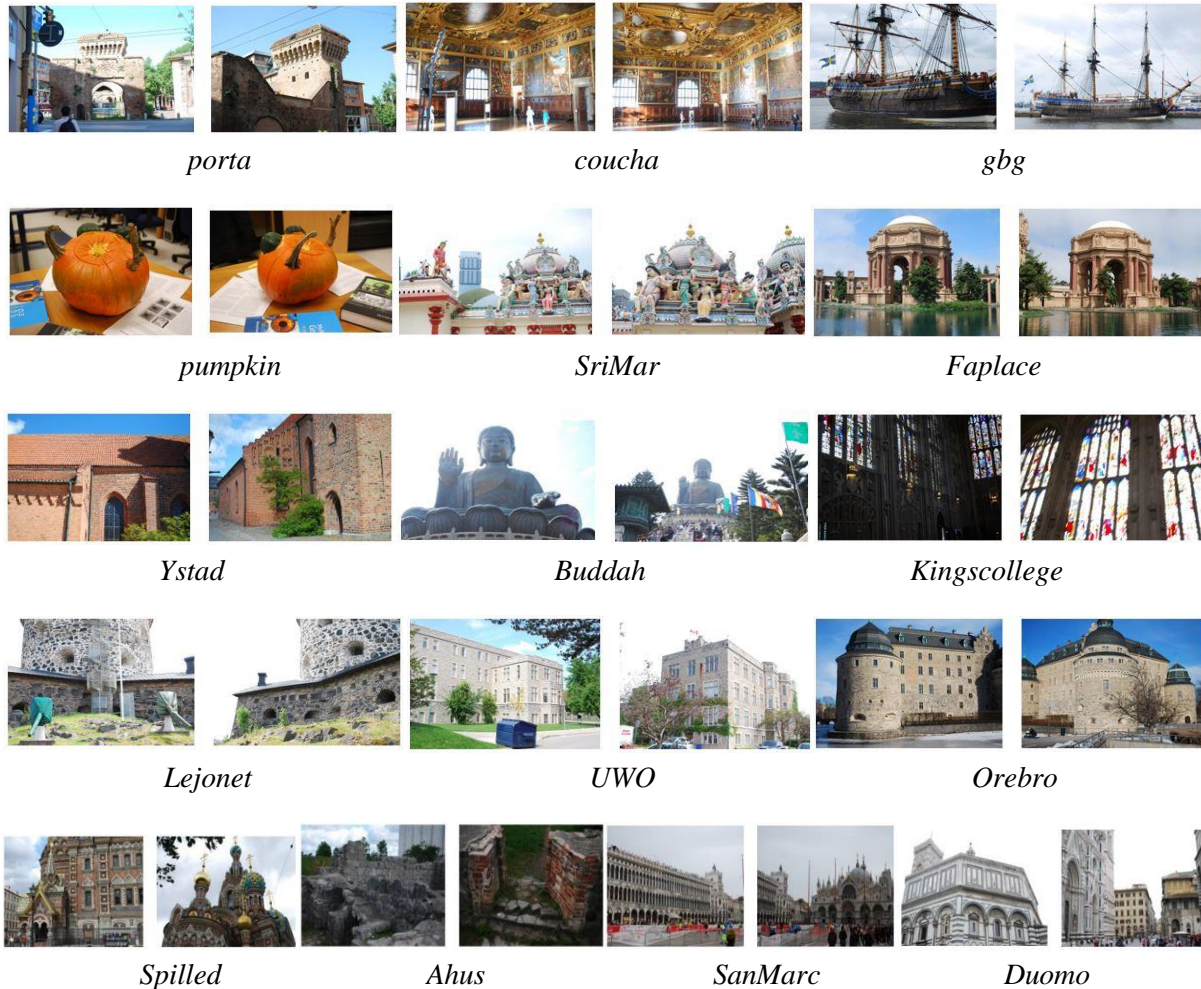 porta coucha gbg
pumpkin SriMar Faplace
Ystad Buddah Kingscollege
Lejonet UWO Orebro
Spilled Ahus SanMarc Duomo